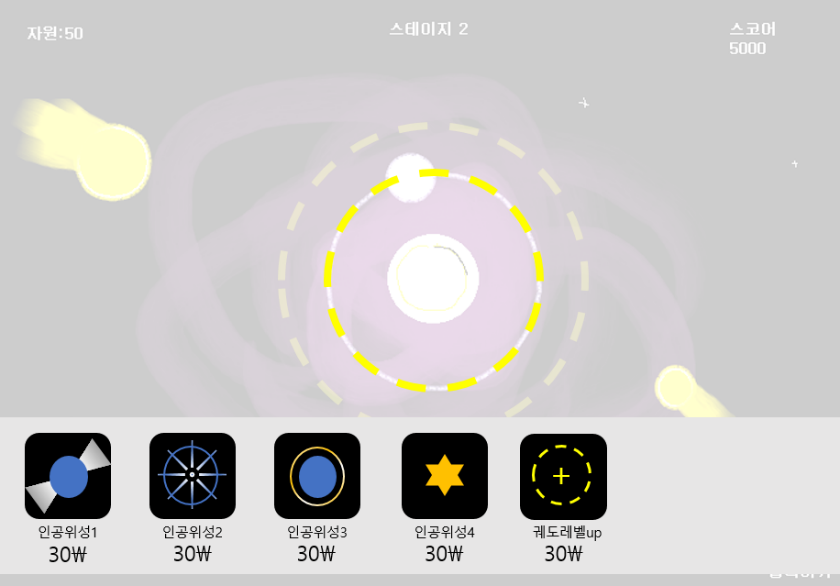 자원:50
스테이지 2
스코어
5000
인공위성1
인공위성2
인공위성3
인공위성4
궤도레벨up
30₩
30₩
30₩
30₩
30₩